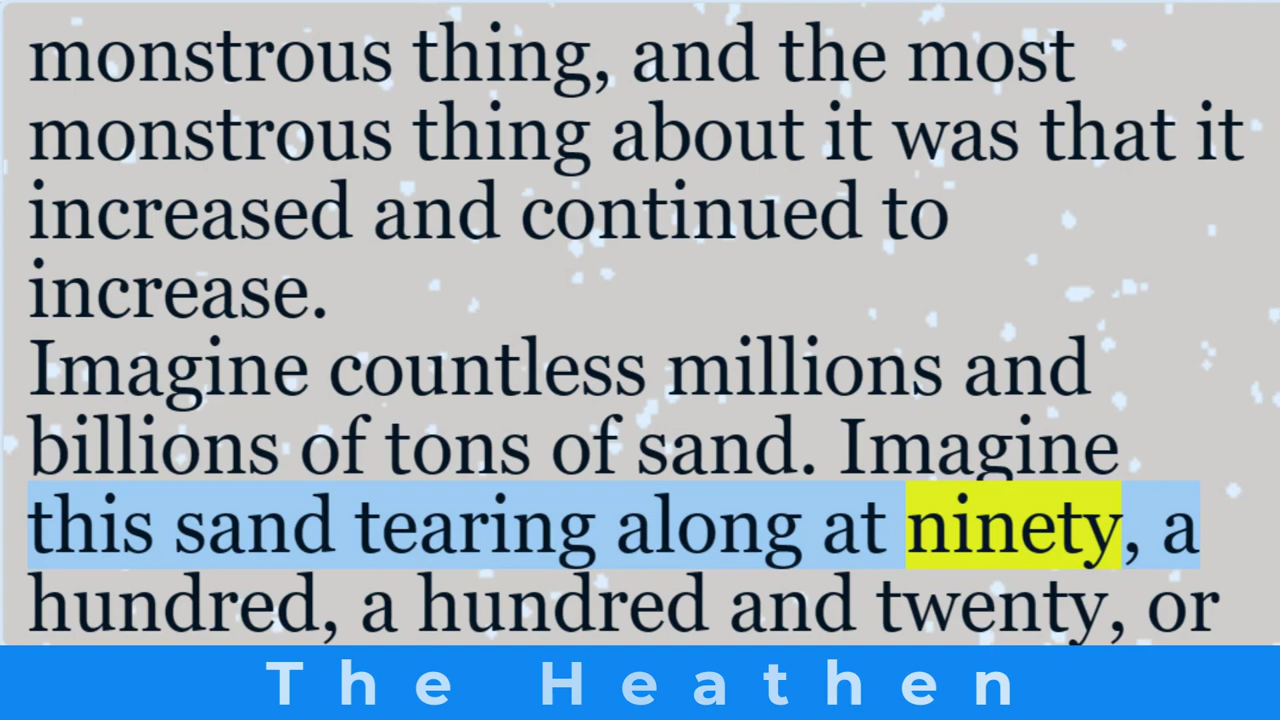 monstrous thing, and the most
monstrous thing about it was that it
increased and continued to
increase.
Imagine countless millions and
billions of tons of sand. Imagine
this sand tearing along at ninety, a
hundred, a hundred and twenty, or
The Heathen